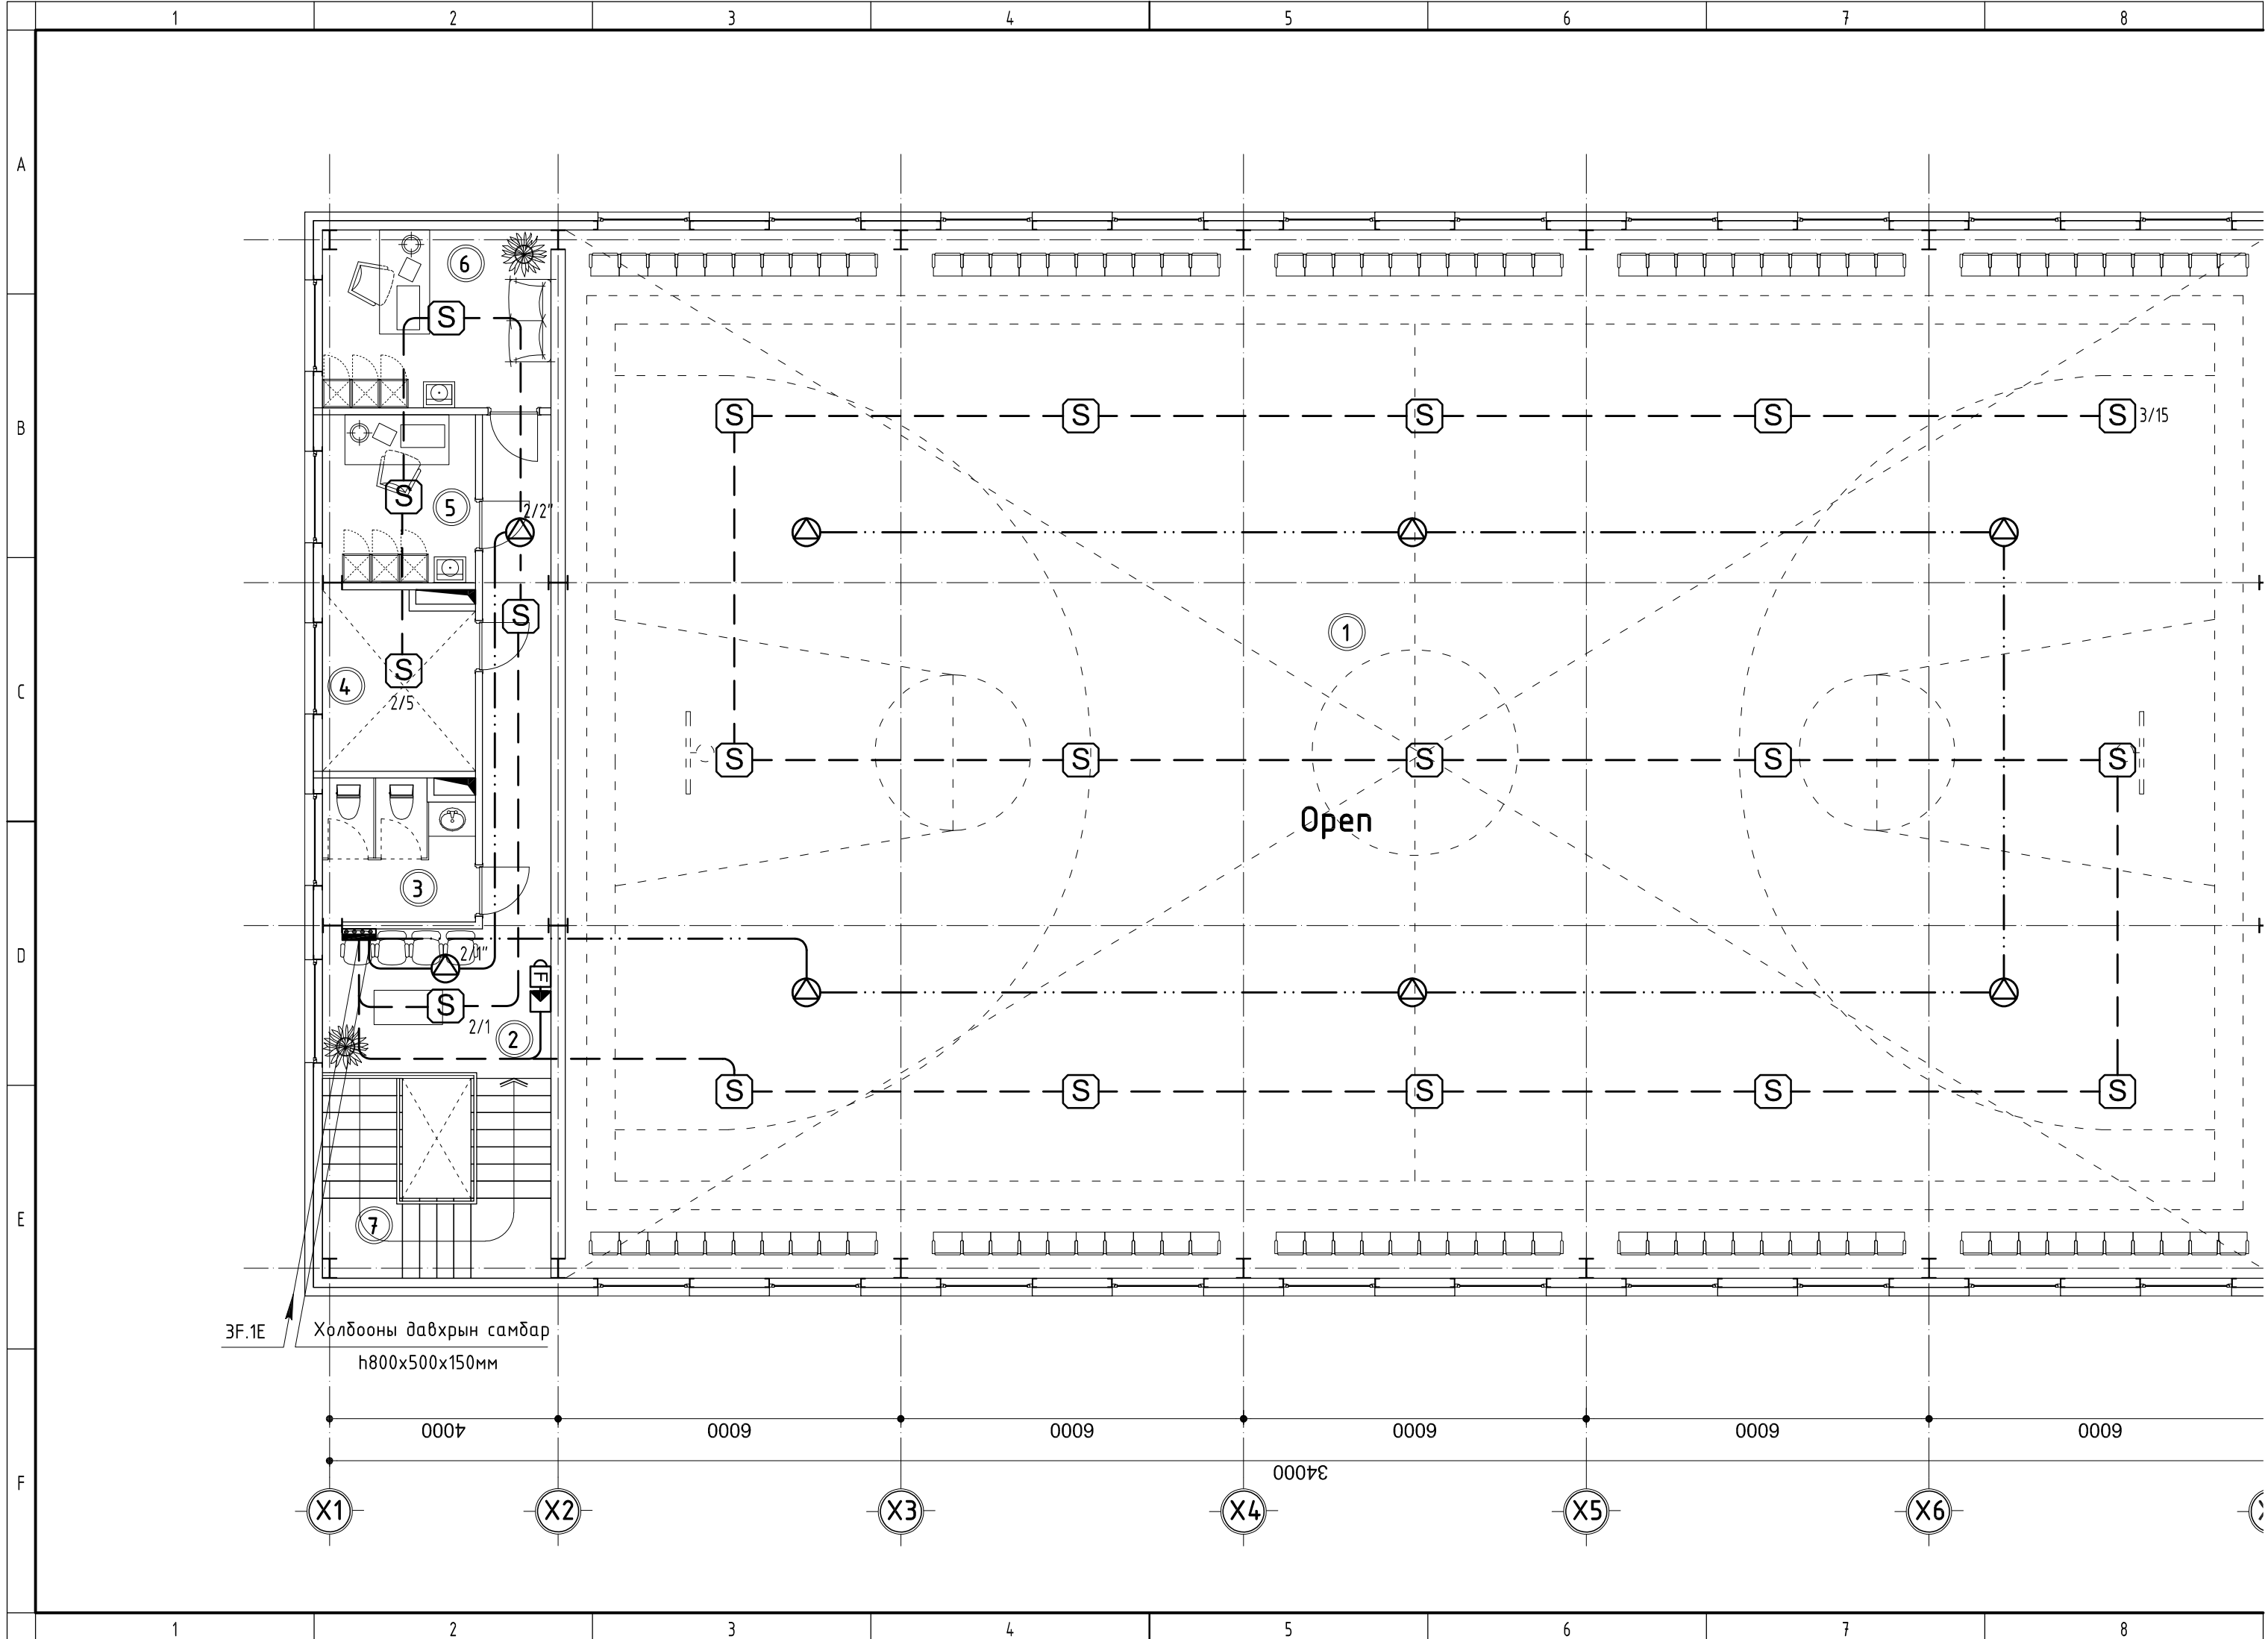 1 2 3 4 5 6 7 8
A
6
S
B
S S S S S 3/15
S
5
2/2"
S
1
C
4
S
2/5
S S S S S
Open
3
D
2/1"
F
S
2/1
2
S S S S S
E
7
3F.1E
Холбооны давхрын самбар
h800x500x150мм
4000 6000 6000 6000 6000 6000
34000
F
X1 X2 X3 X4 X5 X6
1 2 3 4 5 6 7 8